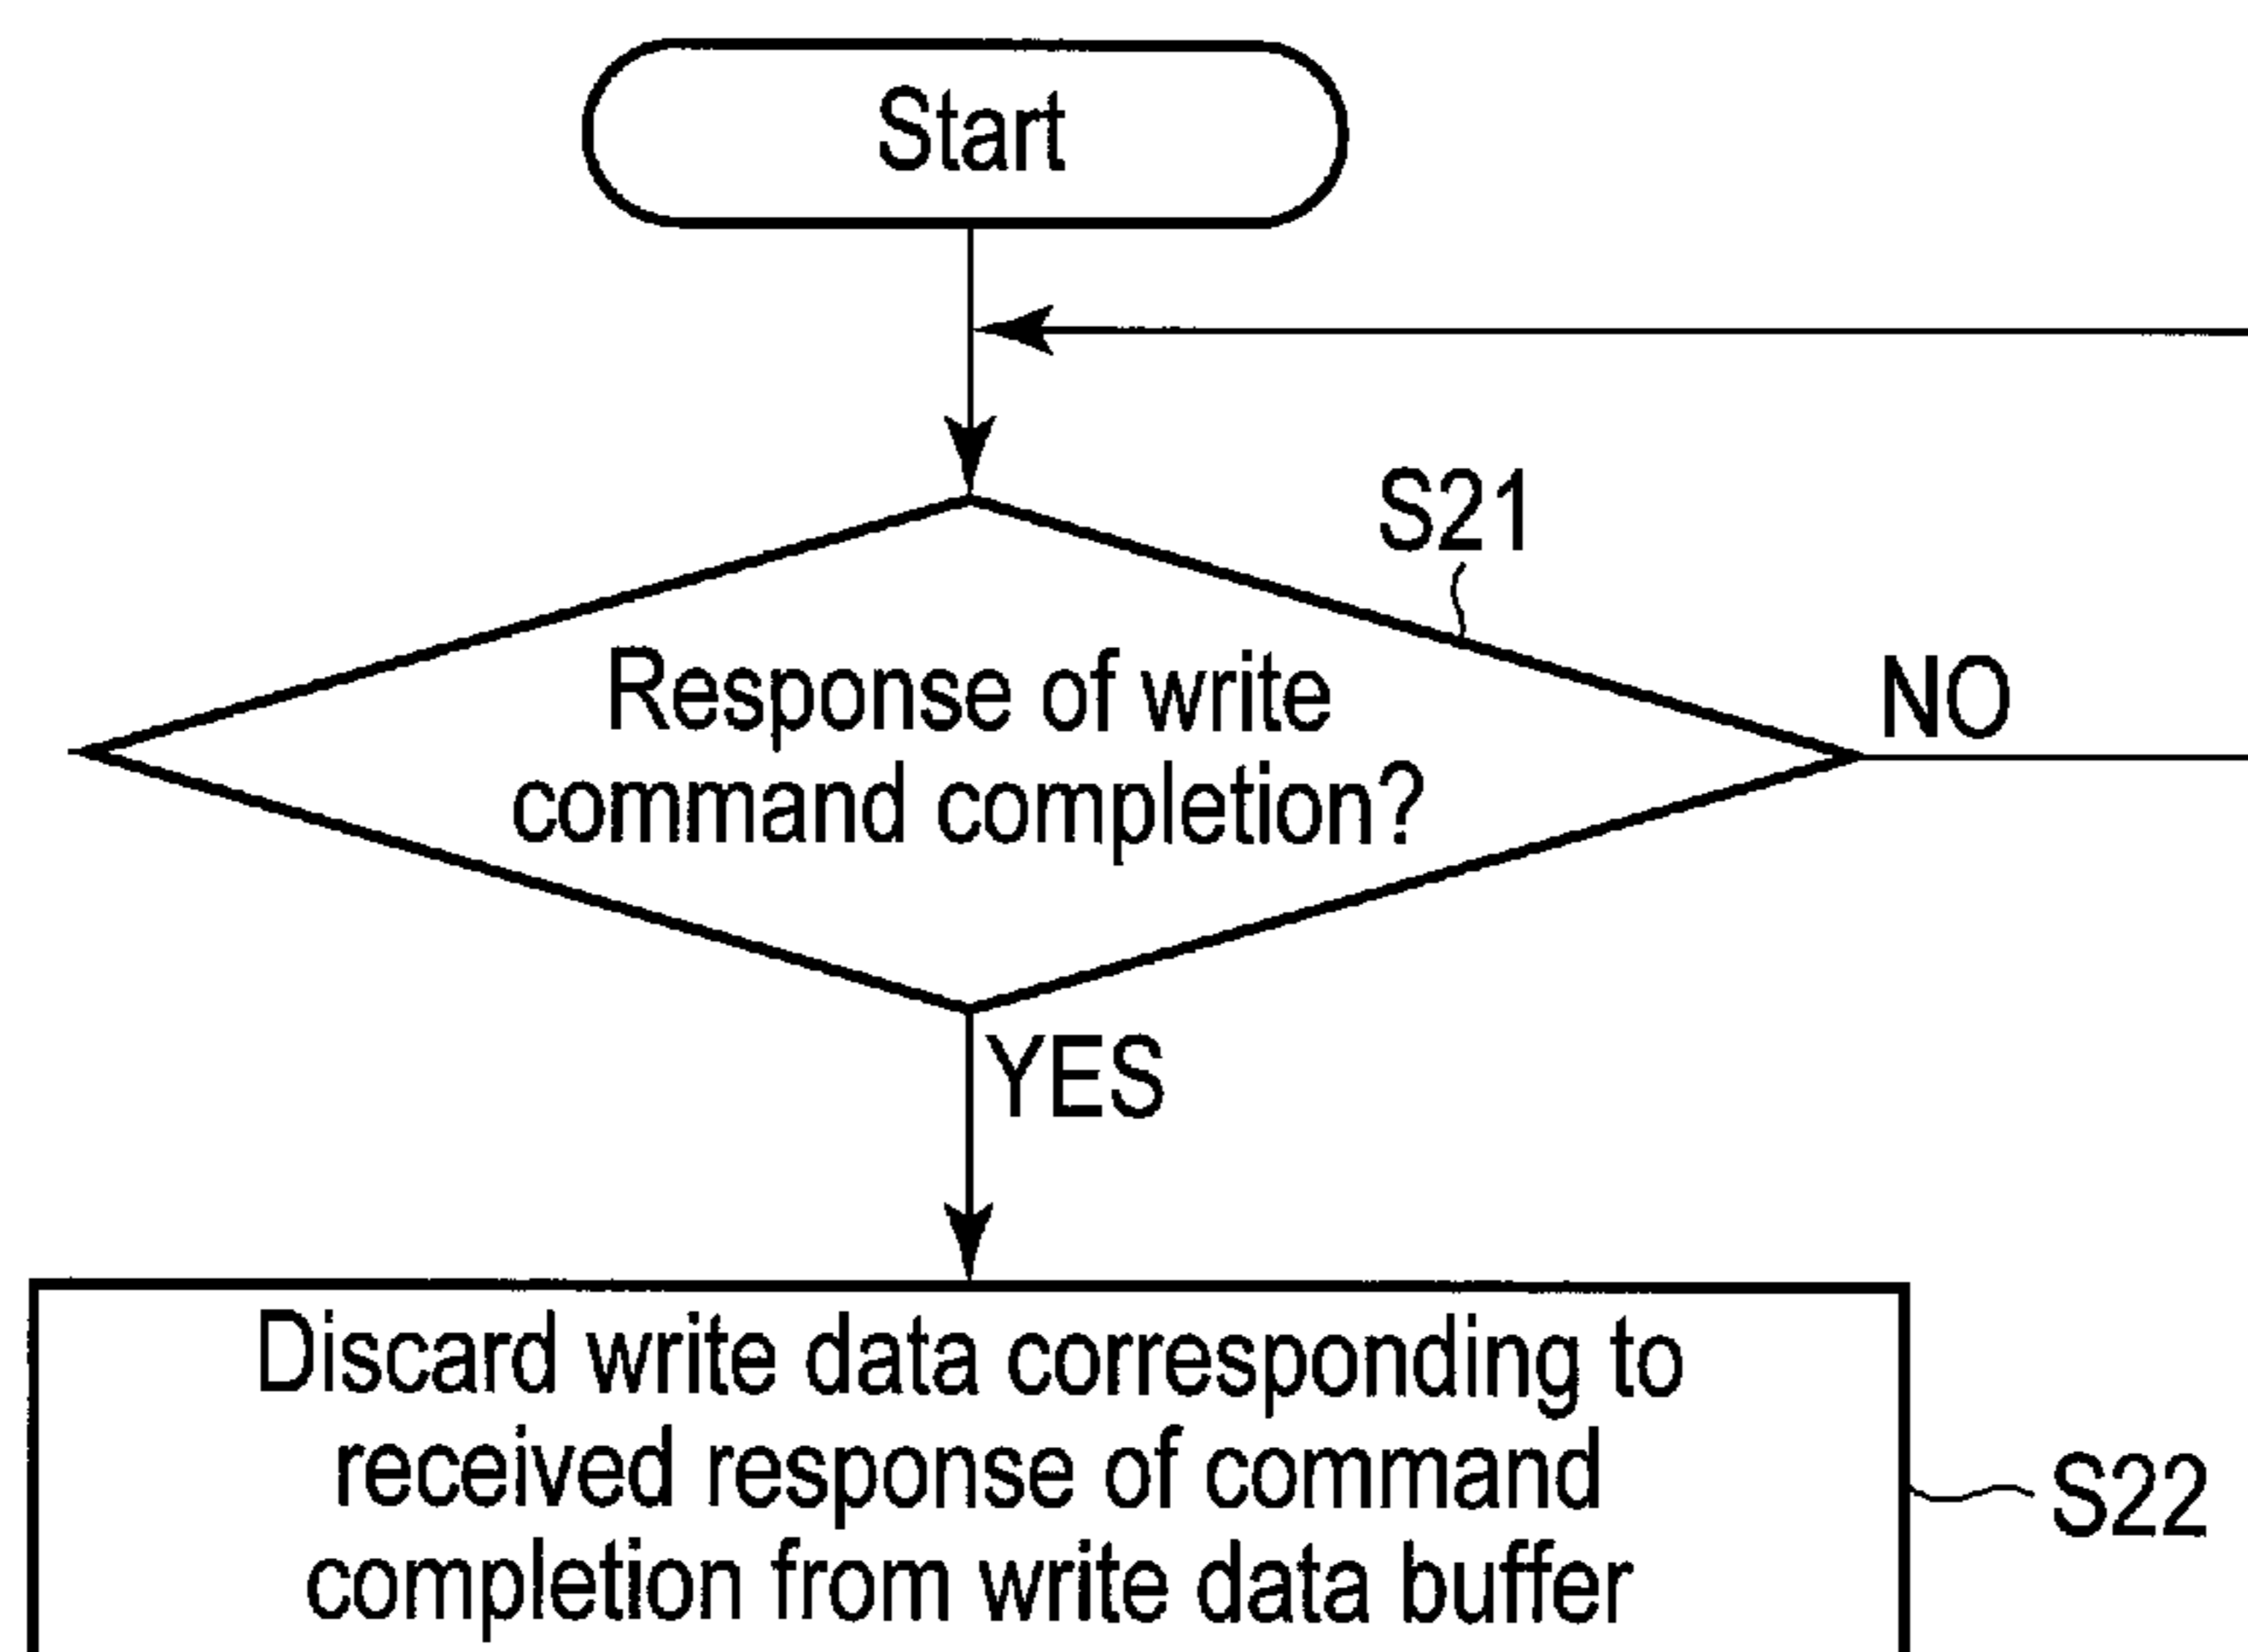 Start
S21
Response of write
command completion?
NO
YES
Discard write data corresponding to
received response of command
completion from write data buffer
S22